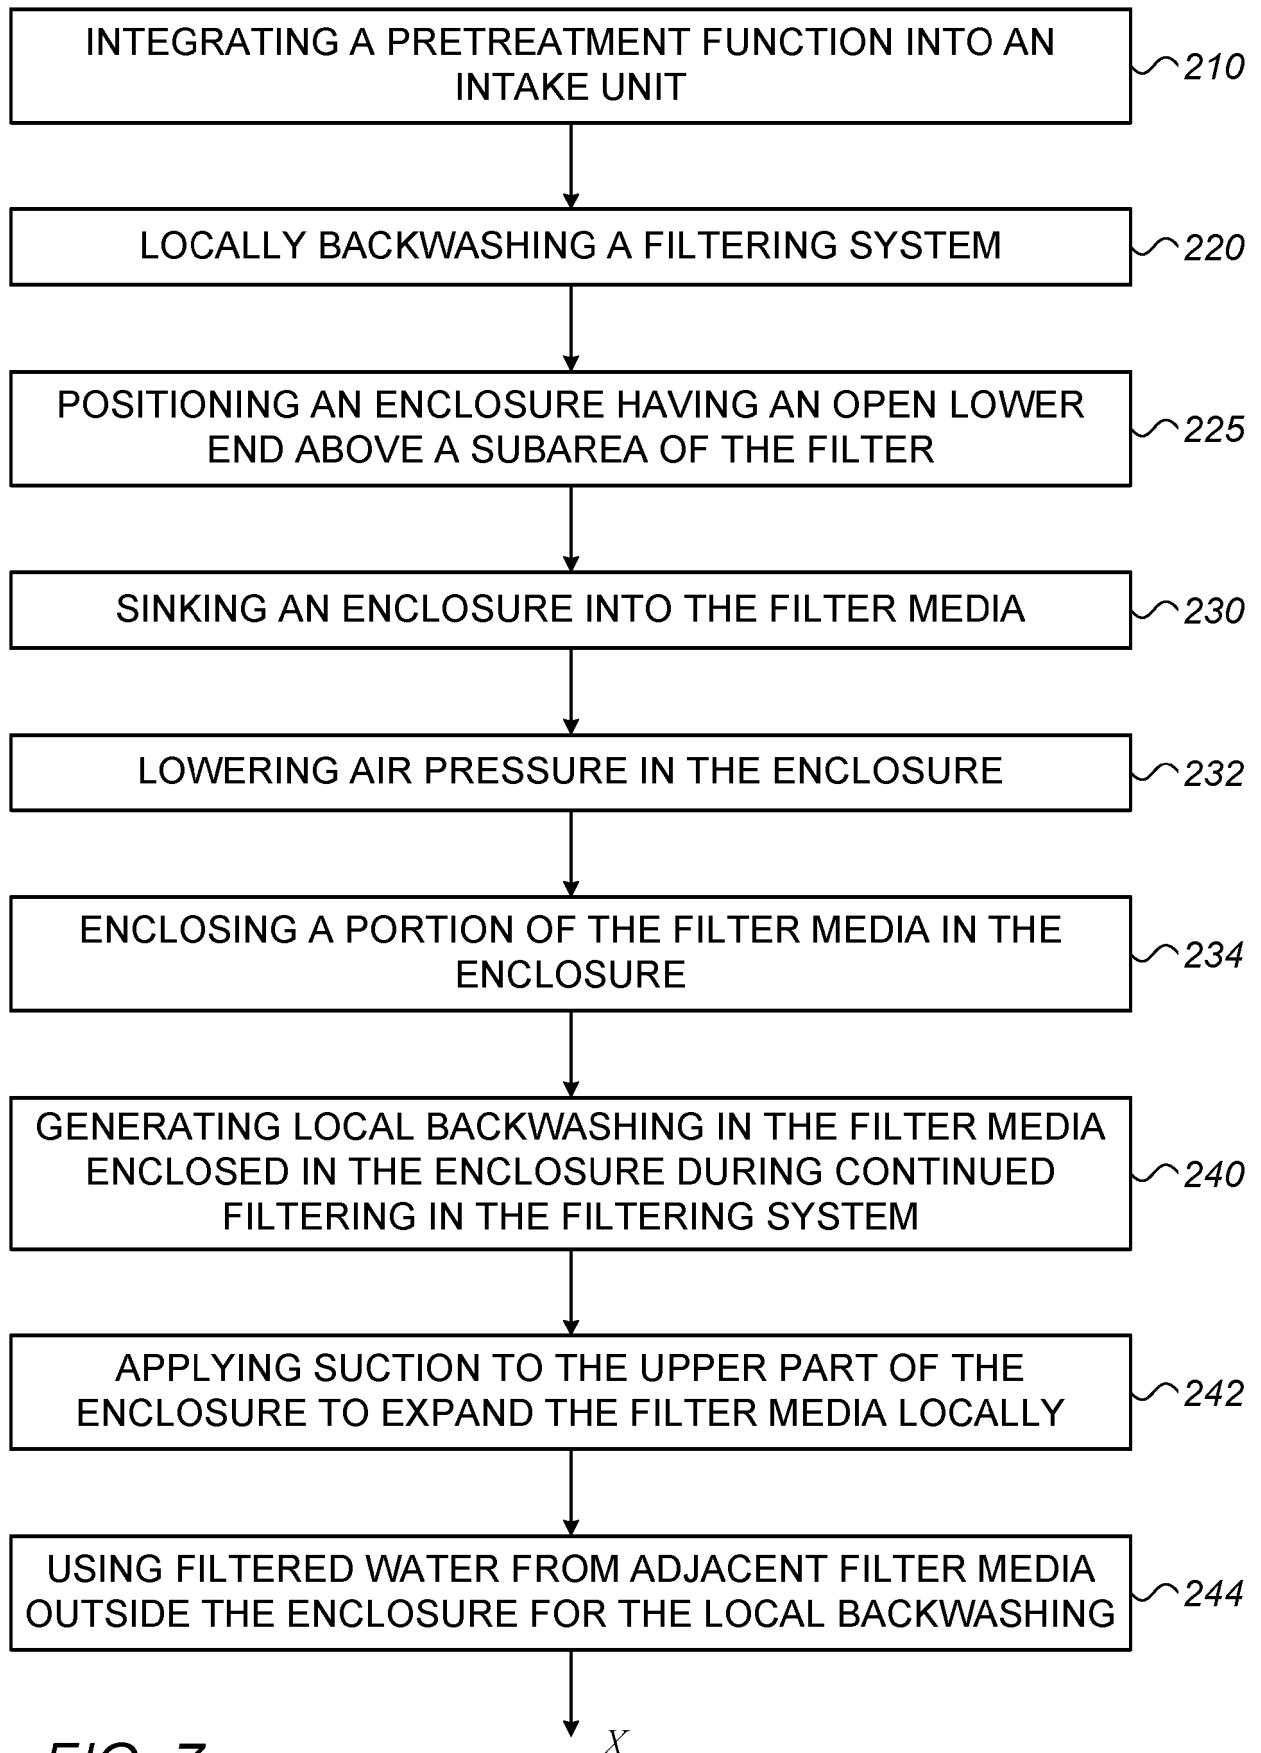 INTEGRATING A PRETREATMENT FUNCTION INTO AN
INTAKE UNIT
210
LOCALLY BACKWASHING A FILTERING SYSTEM
220
POSITIONING AN ENCLOSURE HAVING AN OPEN LOWER
END ABOVE A SUBAREA OF THE FILTER
225
SINKING AN ENCLOSURE INTO THE FILTER MEDIA
230
LOWERING AIR PRESSURE IN THE ENCLOSURE
232
ENCLOSING A PORTION OF THE FILTER MEDIA IN THE
ENCLOSURE
234
GENERATING LOCAL BACKWASHING IN THE FILTER MEDIA
ENCLOSED IN THE ENCLOSURE DURING CONTINUED
FILTERING IN THE FILTERING SYSTEM
240
APPLYING SUCTION TO THE UPPER PART OF THE
ENCLOSURE TO EXPAND THE FILTER MEDIA LOCALLY
242
USING FILTERED WATER FROM ADJACENT FILTER MEDIA
OUTSIDE THE ENCLOSURE FOR THE LOCAL BACKWASHING
244
X
FIG.